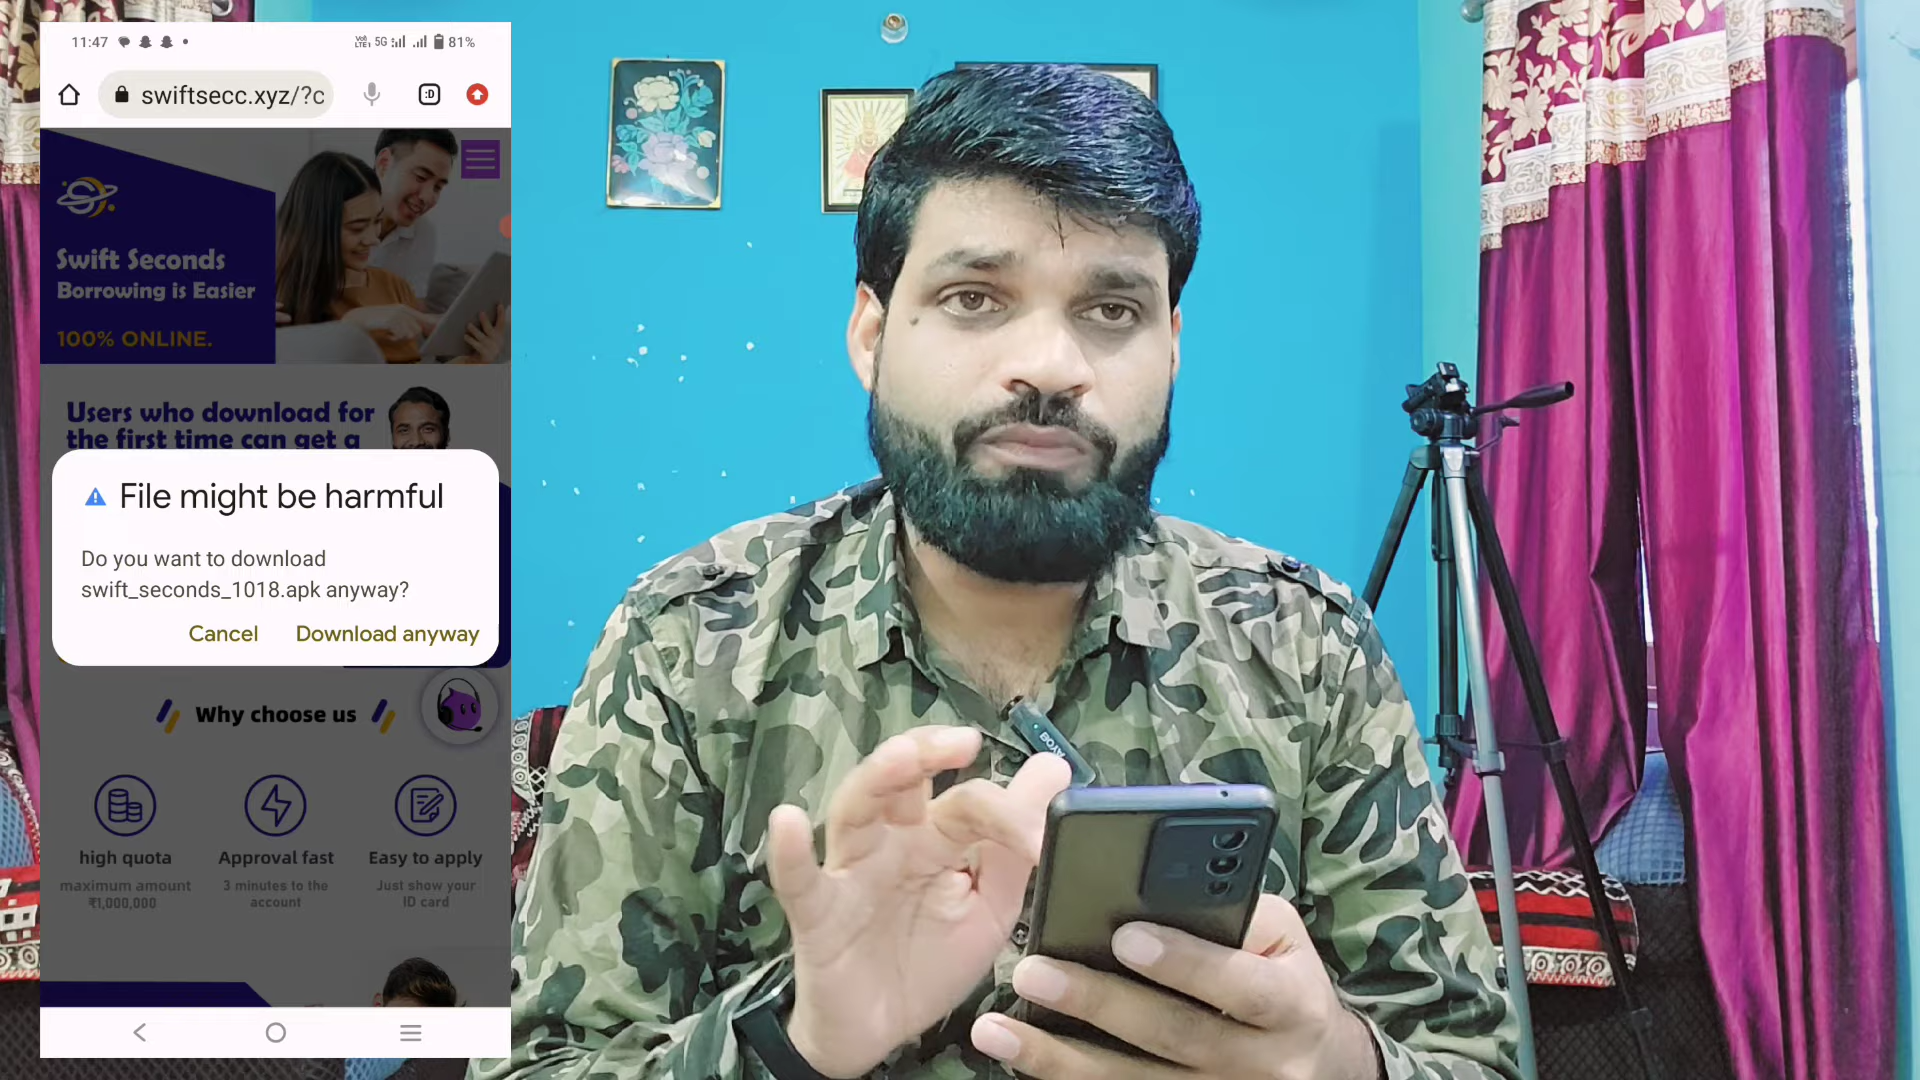 11:47
VoB
LTE1
5G
81%
swiftsecc.xyz/?c
:D
Swift Seconds
Borrowing is Easier
100% ONLINE.
Users who download for
the first time can get a
File might be harmful
Do you want to download
swift_seconds_1018.apk anyway?
Cancel
Download anyway
Why choose us
high quota
maximum amount
₹1,000,000
Approval fast
3 minutes to the
account
Easy to apply
Just show your
ID card
BOYA